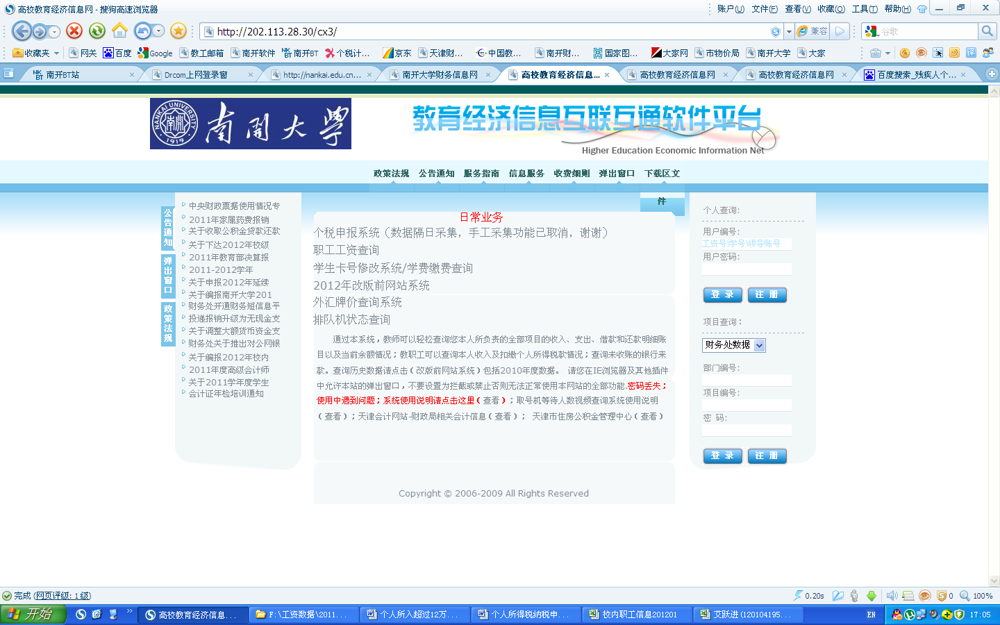 高校教育经济信息网 - 搜狗高速浏览器
账户(U) 文件(F) 查看(V) 收藏(O) 工具(T) 帮助(H)
http://202.113.28.30/cx3/
兼容
谷歌
收藏夹 网关 百度 Google 教工邮箱 南开软件 南开BT 个税计... 京东 天津财... 中国教... 南开财... 国家图... 大家网 市物价局 南开大学 大家
南开BT站 Drcom上网登录窗 http://nankai.edu.cn... 南开大学财务信息网 高校教育经济信息... 高校教育经济信息网 高校教育经济信息网 百度搜索_残疾人个...
NANKAI UNIVERSITY 1919 南開大學
教育经济信息互联互通软件平台
Higher Education Economic Information Net
政策法规 公告通知 服务指南 信息服务 收费细则 弹出窗口 下载区文件
公告通知
弹出窗口
政策法规
中央财政票据使用情况专
2011年家属药费报销
关于收取公积金贷款还款
关于下达2012年校级
2011年教育部决算报
2011-2012学年
关于申报2012年延续
关于编报南开大学201
财务处开通财务短信息平
投递报销升级为无现金支
关于调整大额货币资金支
财务处关于推出对公网银
关于编报2012年校内
2011年度高级会计师
关于2011学年度学生
会计证年检培训通知
日常业务
个税申报系统（数据隔日采集，手工采集功能已取消，谢谢）
职工工资查询
学生卡号修改系统/学费缴费查询
2012年改版前网站系统
外汇牌价查询系统
排队机状态查询
通过本系统，教师可以轻松查询您本人所负责的全部项目的收入、支出、借款和还款明细账
目以及当前余额情况；教职工可以查询本人收入及扣缴个人所得税款情况；查询未收账的银行来
款。查询历史数据请点击（改版前网站系统）包括2010年度数据。 请您在IE浏览器及其他插件
中允许本站的弹出窗口，不要设置为拦截或禁止否则无法正常使用本网站的全部功能.密码丢失；
使用中遇到问题；系统使用说明请点击这里（查看）；取号机等待人数视频查询系统使用说明
（查看）；天津会计网站-财政局相关会计信息（查看）； 天津市住房公积金管理中心（查看）
Copyright © 2006-2009 All Rights Reserved
个人查询:
用户编号:
工资号\学号\领导账号
用户密码:
登 录 注 册
项目查询：
财务处数据
部门编号:
项目编号:
密 码:
登 录 注 册
完成 (网页评级: 1 级)
0.20s 0 100%
开始 高校教育经济信息... F:\工资数据\2011... 个人所入超过12万... 个人所得税纳税申... 校内职工信息201201 艾跃进(120104195... EN 17:05